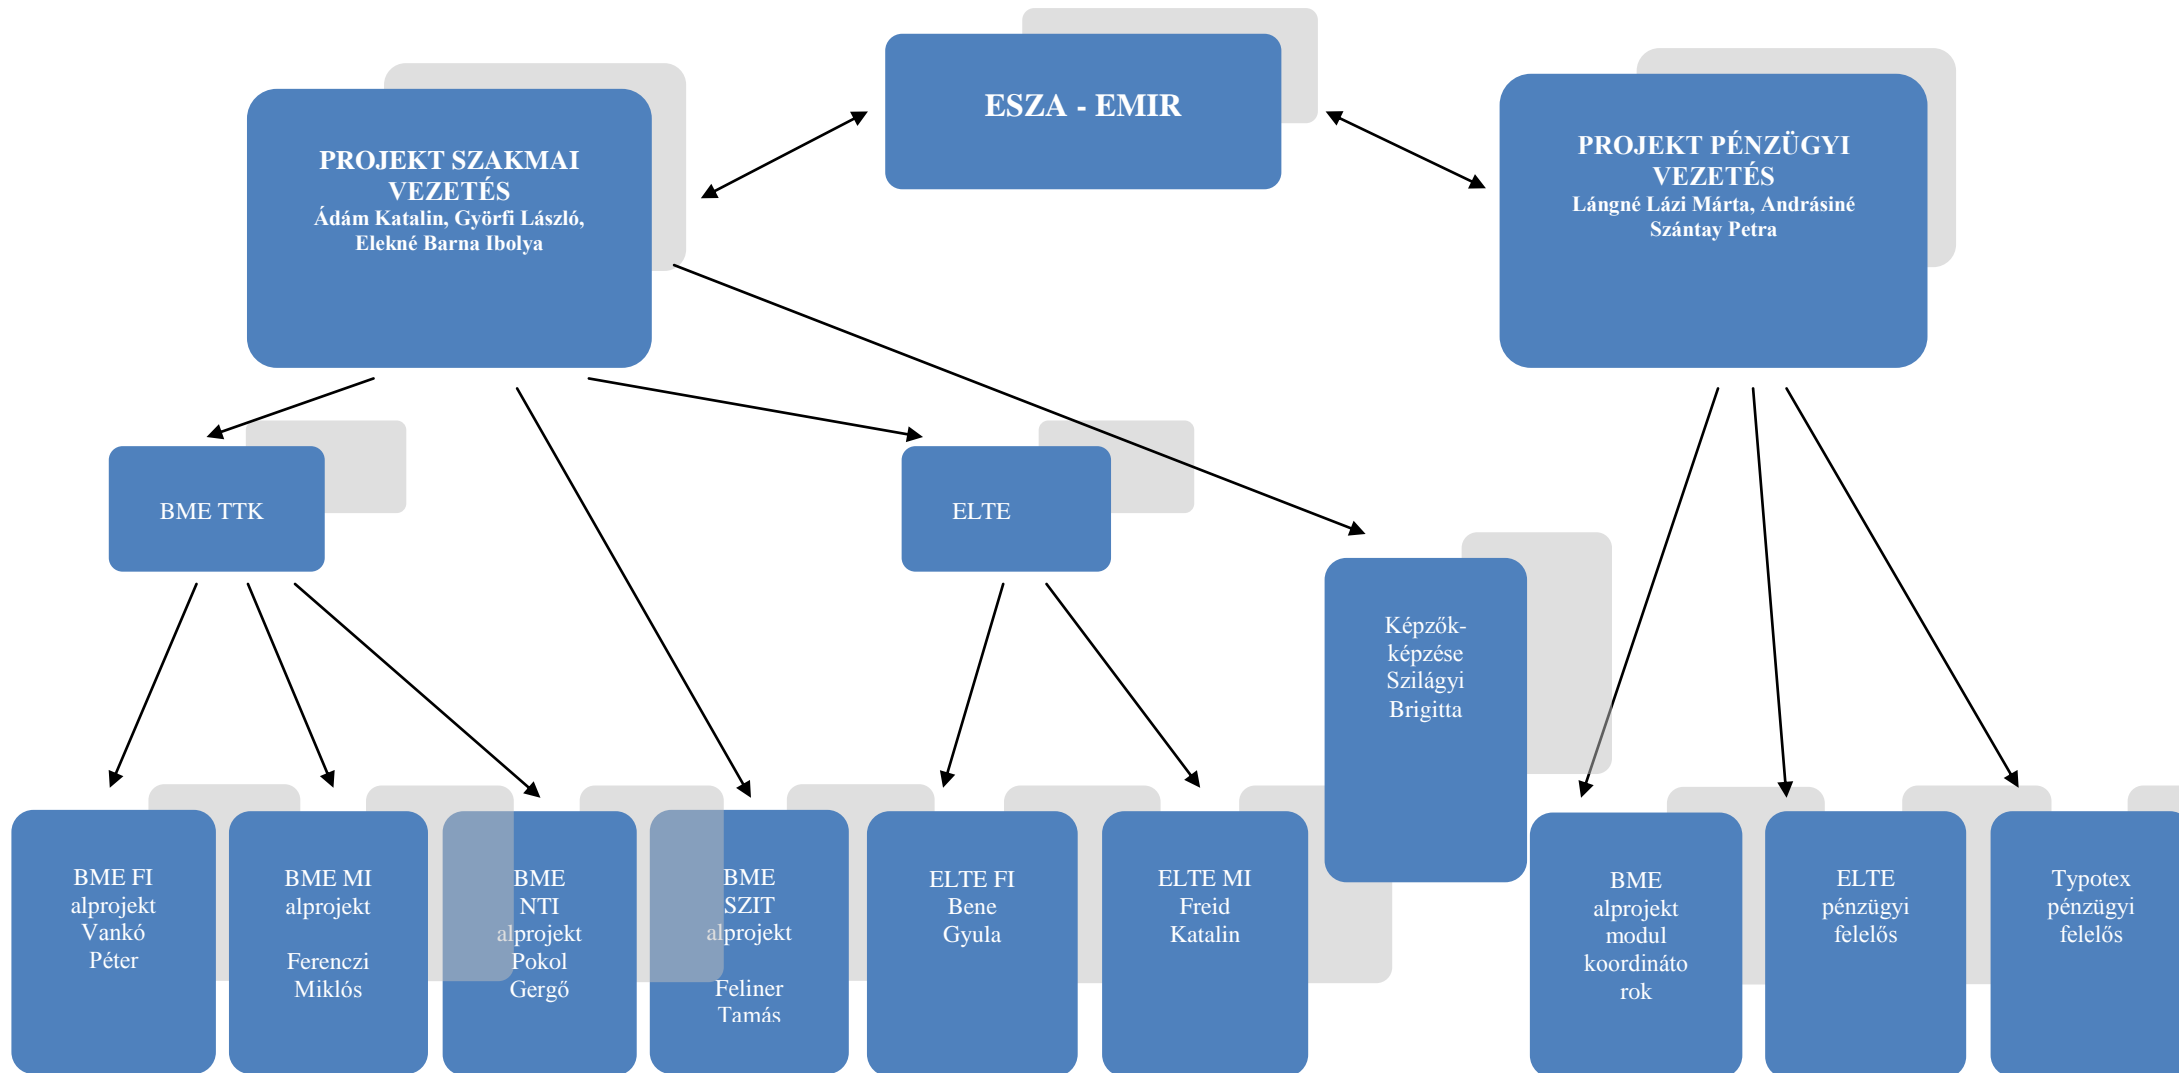 ESZA - EMIR
PROJEKT SZAKMAI
VEZETÉS
Ádám Katalin, Györfi László,
Elekné Barna Ibolya
PROJEKT PÉNZÜGYI
VEZETÉS
Lángné Lázi Márta, Andrásiné
Szántay Petra
BME TTK
ELTE
Képzők-
képzése
Szilágyi
Brigitta
BME FI
alprojekt
Vankó
Péter
BME MI
alprojekt
Ferenczi
Miklós
BME
NTI
alprojekt
Pokol
Gergő
BME
SZIT
alprojekt
Feliner
Tamás
ELTE FI
Bene
Gyula
ELTE MI
Freid
Katalin
BME
alprojekt
modul
koordináto
rok
ELTE
pénzügyi
felelős
Typotex
pénzügyi
felelős